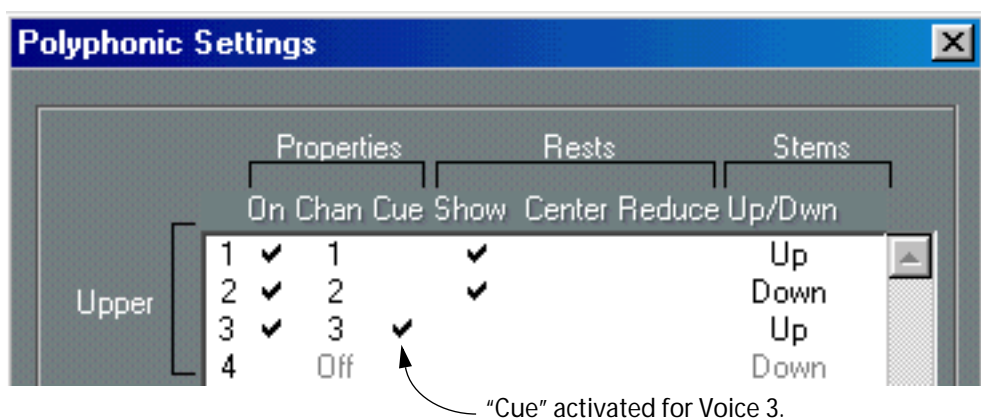 Polyphonic Settings
Properties Rests Stems
On Chan Cue Show Center Reduce Up/Dwn
1 ✔ 1 ✔ Up
Upper 2 ✔ 2 ✔ Down
3 ✔ 3 ✔ Up
4 Off Down
“Cue” activated for Voice 3.